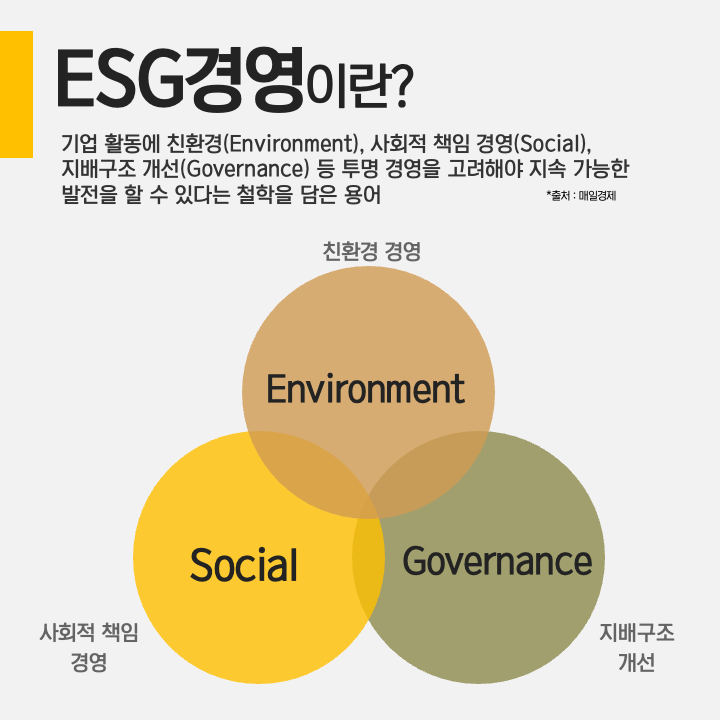 ESG경영이란?
기업 활동에 친환경(Environment), 사회적 책임 경영(Social),
지배구조 개선(Governance) 등 투명 경영을 고려해야 지속 가능한
발전을 할 수 있다는 철학을 담은 용어
*출처 : 매일경제
친환경 경영
Environment
Social
Governance
사회적 책임
경영
지배구조
개선